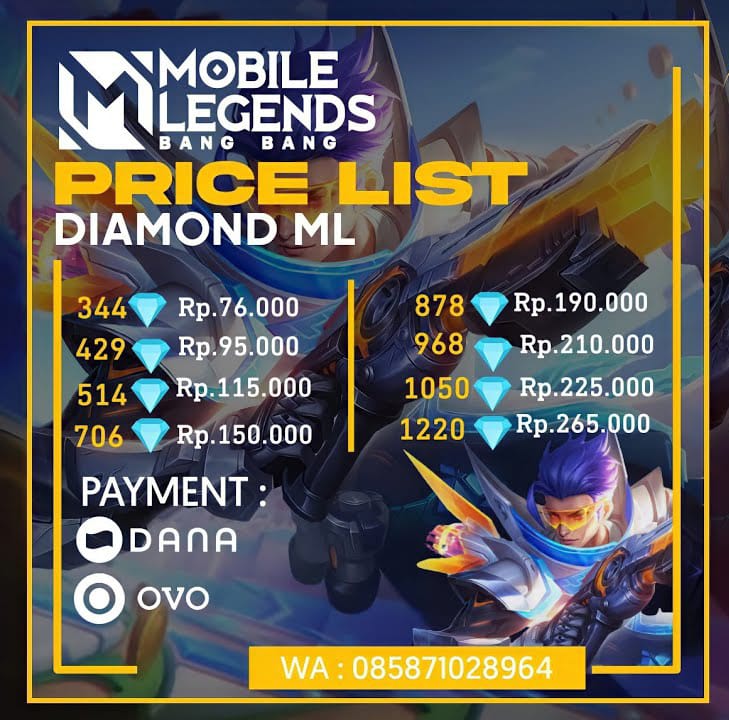 MOBILE
LEGENDS
BANG BANG
PRICE LIST
DIAMOND ML
344 Rp.76.000
429 Rp.95.000
514 Rp.115.000
706 Rp.150.000
878 Rp.190.000
968 Rp.210.000
1050 Rp.225.000
1220 Rp.265.000
PAYMENT :
DANA
OVO
WA : 085871028964